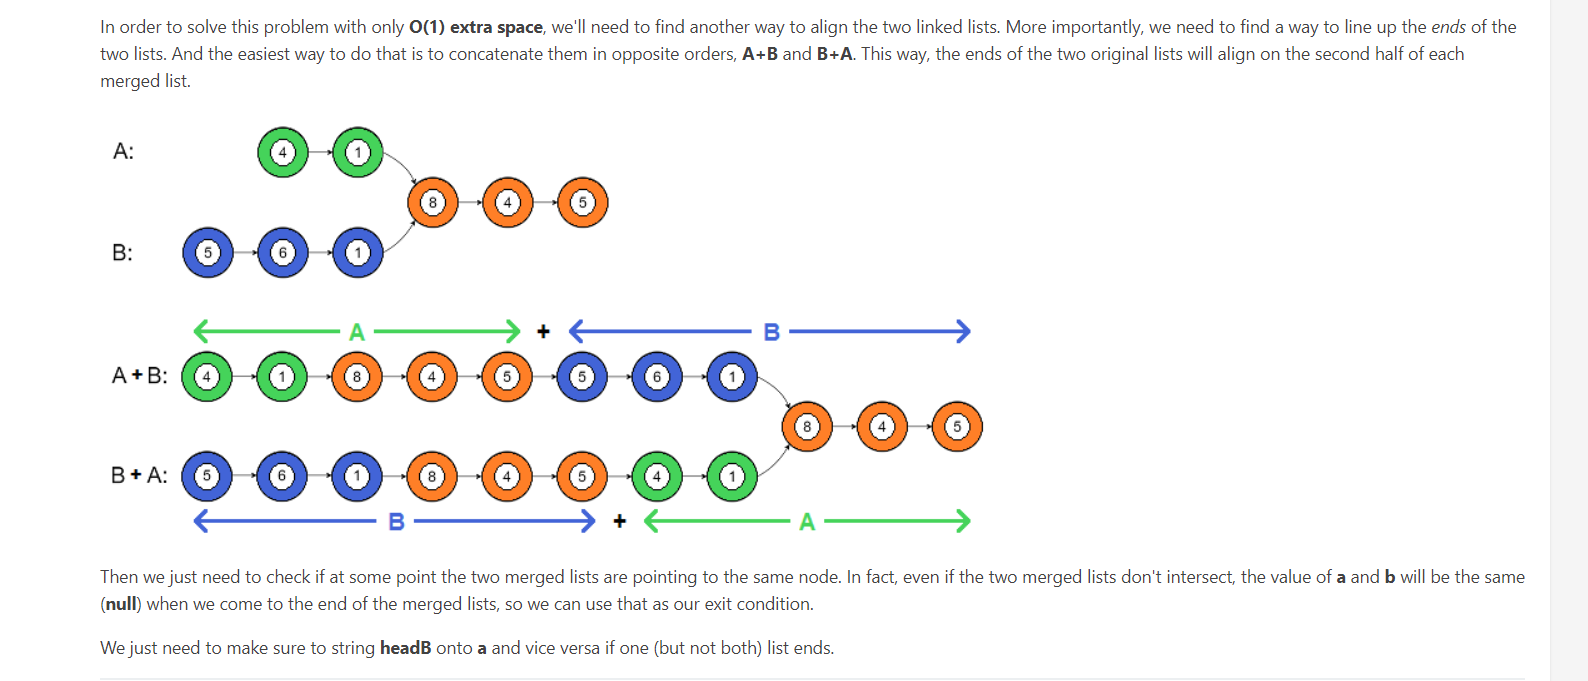 In order to solve this problem with only O(1) extra space, we'll need to find another way to align the two linked lists. More importantly, we need to find a way to line up the ends of the
two lists. And the easiest way to do that is to concatenate them in opposite orders, A+B and B+A. This way, the ends of the two original lists will align on the second half of each
merged list.
A:
4 1
8 4 5
B:
5 6 1
A + B
A + B:
4 1 8 4 5 5 6 1
8 4 5
B + A:
5 6 1 8 4 5 4 1
B + A
Then we just need to check if at some point the two merged lists are pointing to the same node. In fact, even if the two merged lists don't intersect, the value of a and b will be the same
(null) when we come to the end of the merged lists, so we can use that as our exit condition.
We just need to make sure to string headB onto a and vice versa if one (but not both) list ends.